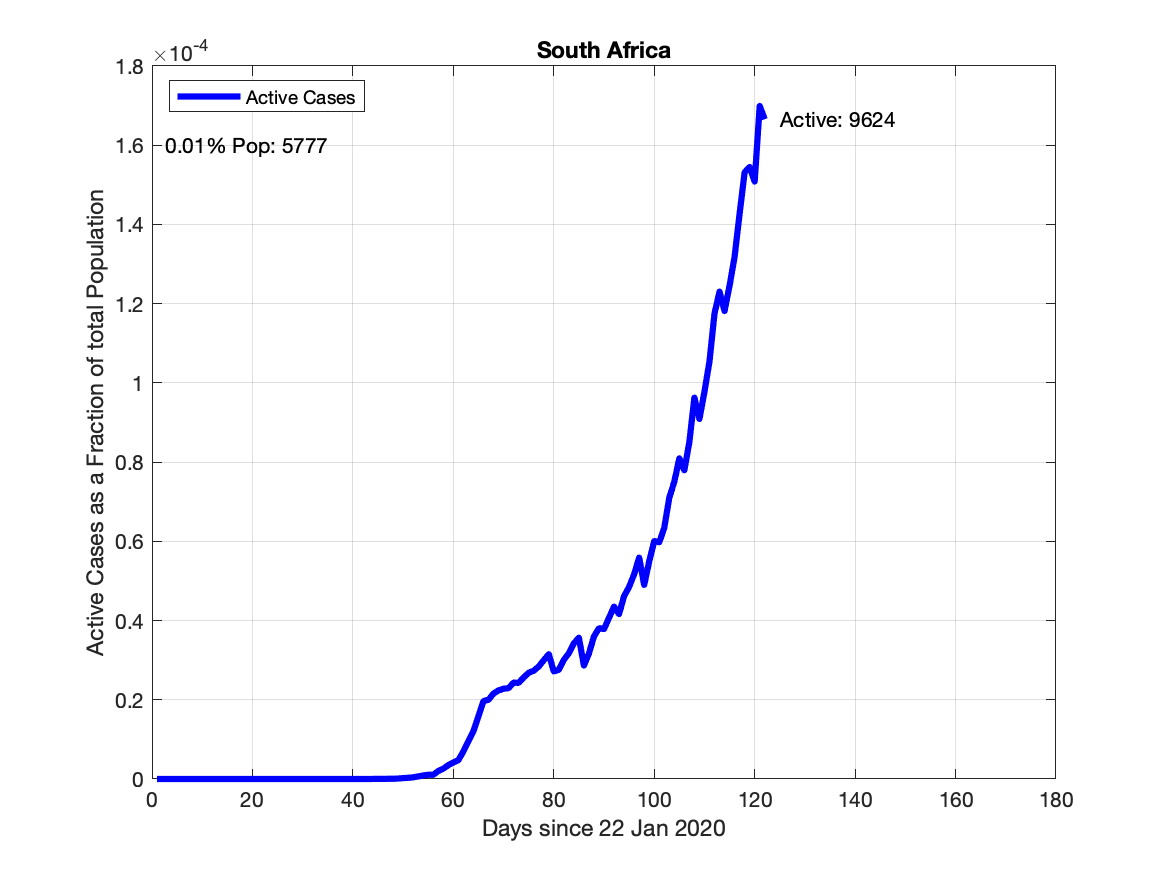 South Africa
×10-4
1.8
1.6
1.4
1.2
1
0.8
0.6
0.4
0.2
0
Active Cases as a Fraction of total Population
Active Cases
0.01% Pop: 5777
Active: 9624
0 20 40 60 80 100 120 140 160 180
Days since 22 Jan 2020